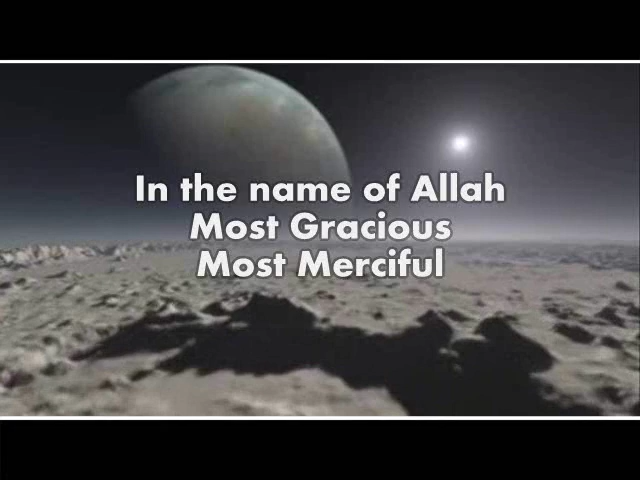 In the name of Allah
Most Gracious
Most Merciful